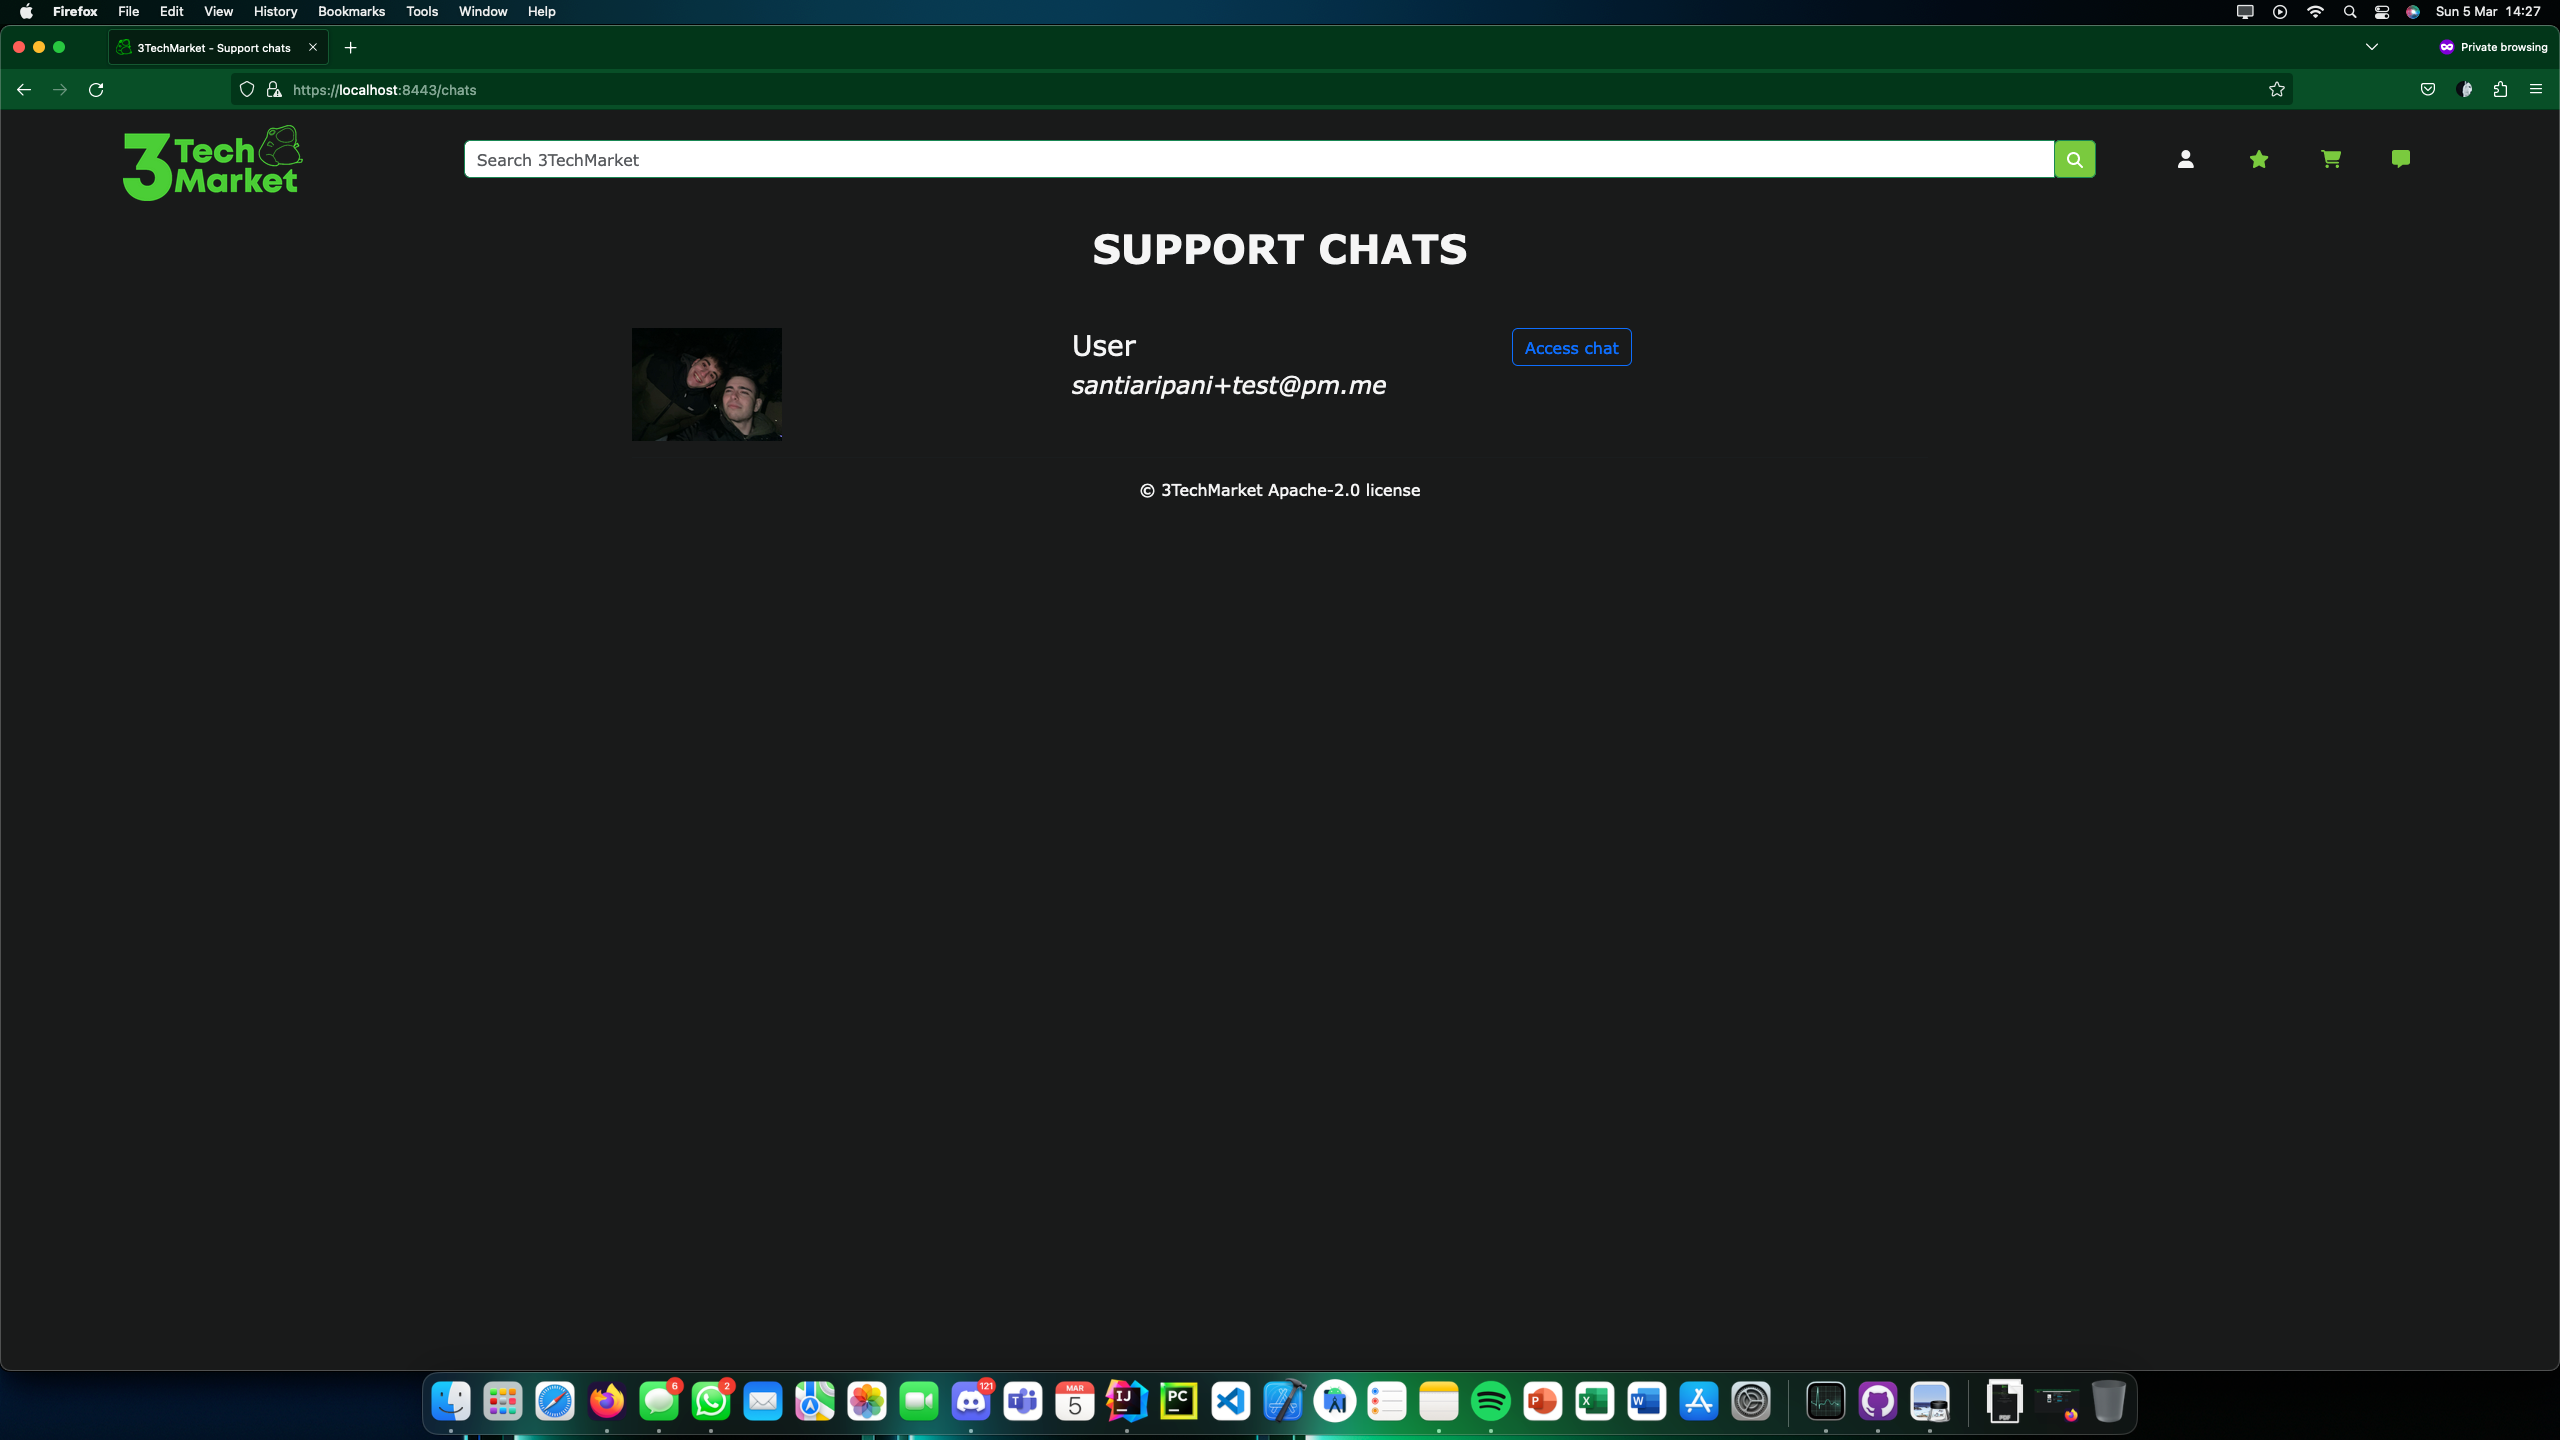 Firefox File Edit View History Bookmarks Tools Window Help Sun 5 Mar 14:27
3TechMarket - Support chats Private browsing
https://localhost:8443/chats
3 Tech Market
Search 3TechMarket
SUPPORT CHATS
User
Access chat
santiaripani+test@pm.me
© 3TechMarket Apache-2.0 license
6 2 121 MAR 5 IJ PC P X W
PDF